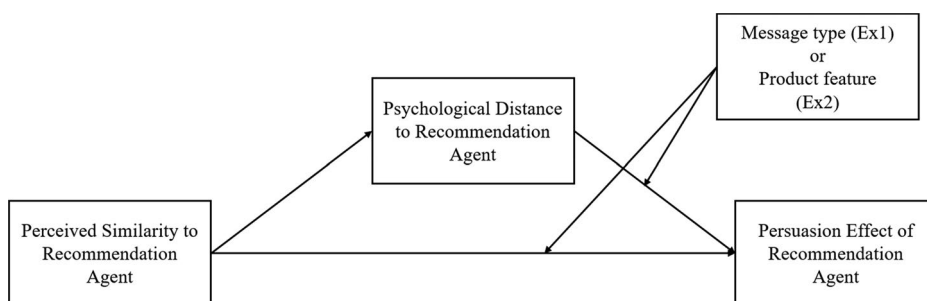 Message type (Ex1)
or
Product feature
(Ex2)
Psychological Distance
to Recommendation
Agent
Perceived Similarity to
Recommendation
Agent
Persuasion Effect of
Recommendation
Agent